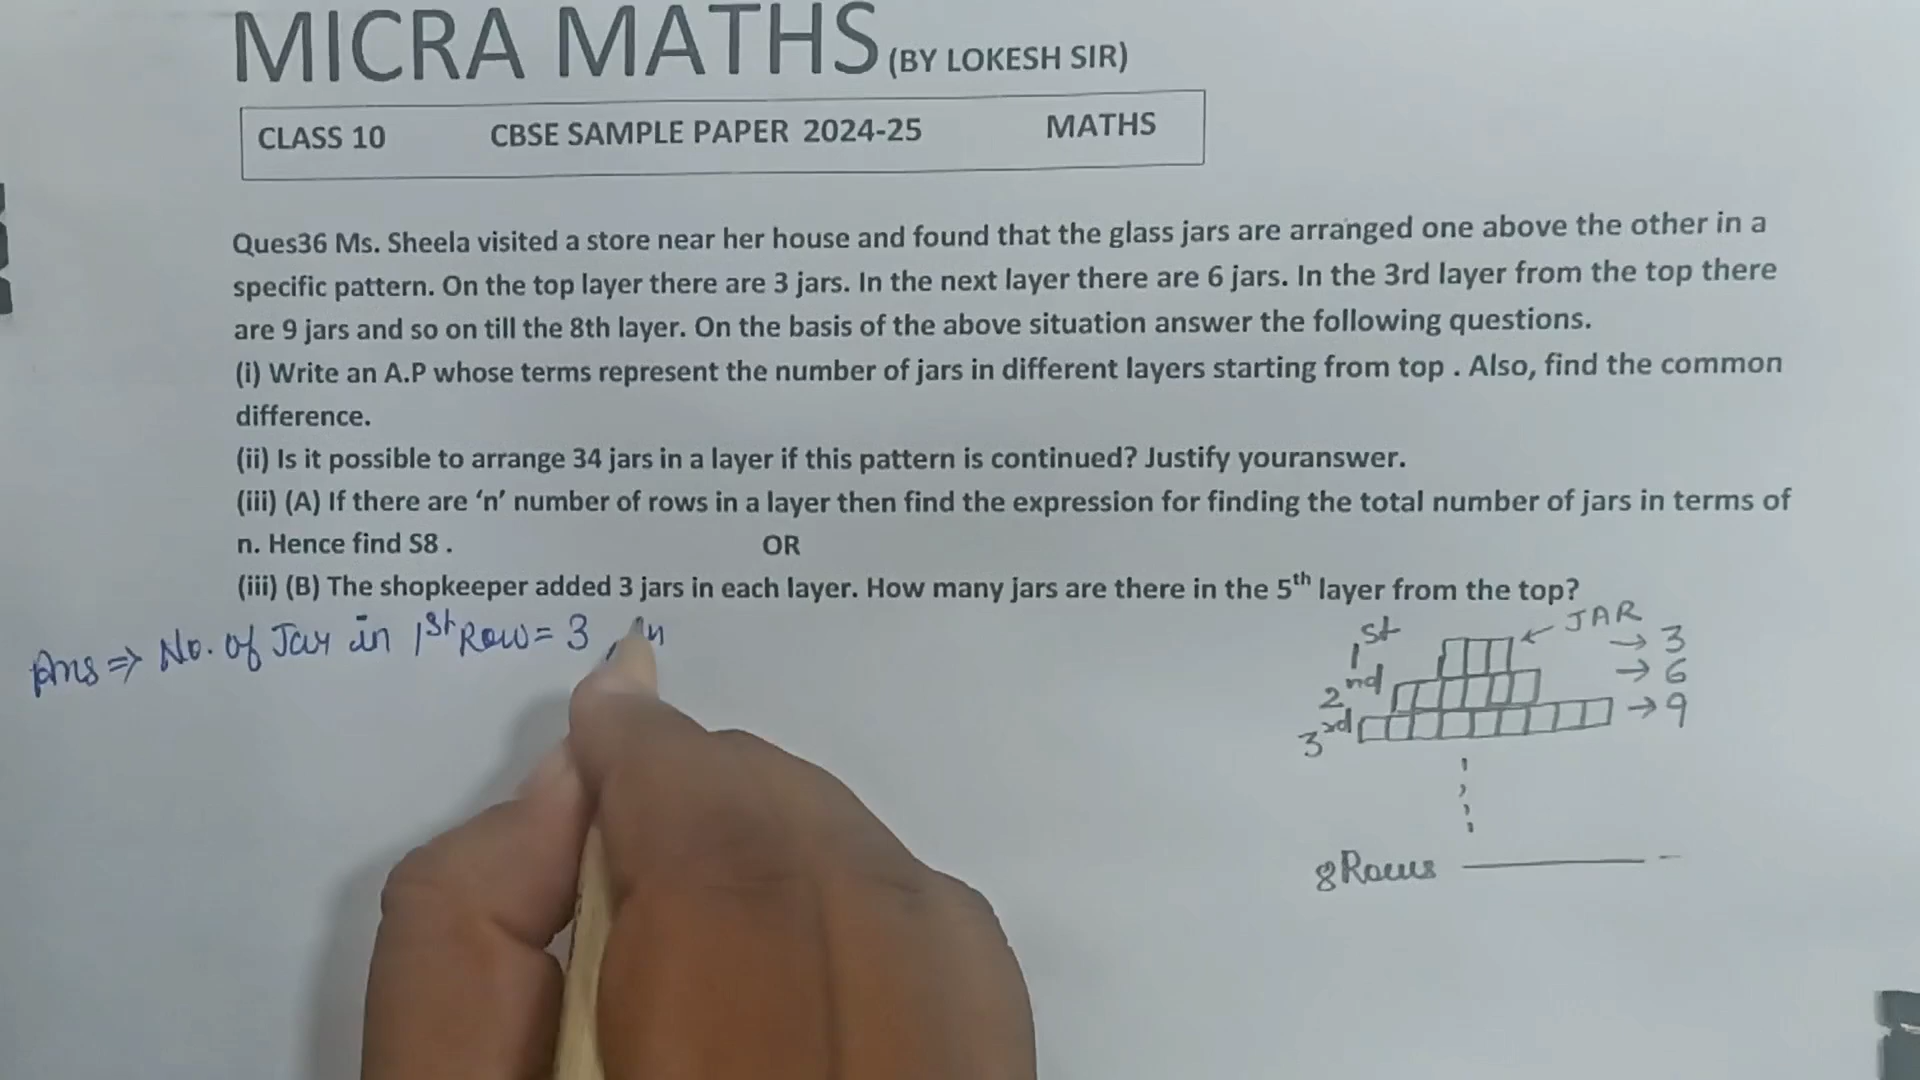 MICRA MATHS (BY LOKESH SIR)
CLASS 10 CBSE SAMPLE PAPER 2024-25 MATHS
Ques36 Ms. Sheela visited a store near her house and found that the glass jars are arranged one above the other in a
specific pattern. On the top layer there are 3 jars. In the next layer there are 6 jars. In the 3rd layer from the top there
are 9 jars and so on till the 8th layer. On the basis of the above situation answer the following questions.
(i) Write an A.P whose terms represent the number of jars in different layers starting from top . Also, find the common
difference.
(ii) Is it possible to arrange 34 jars in a layer if this pattern is continued? Justify youranswer.
(iii) (A) If there are ‘n’ number of rows in a layer then find the expression for finding the total number of jars in terms of
n. Hence find S8 . OR
(iii) (B) The shopkeeper added 3 jars in each layer. How many jars are there in the 5th layer from the top?
Ans ⇒ No. of Jar in 1st Row = 3 ,
1st ← JAR → 3
2nd → 6
3rd → 9
8 Rows